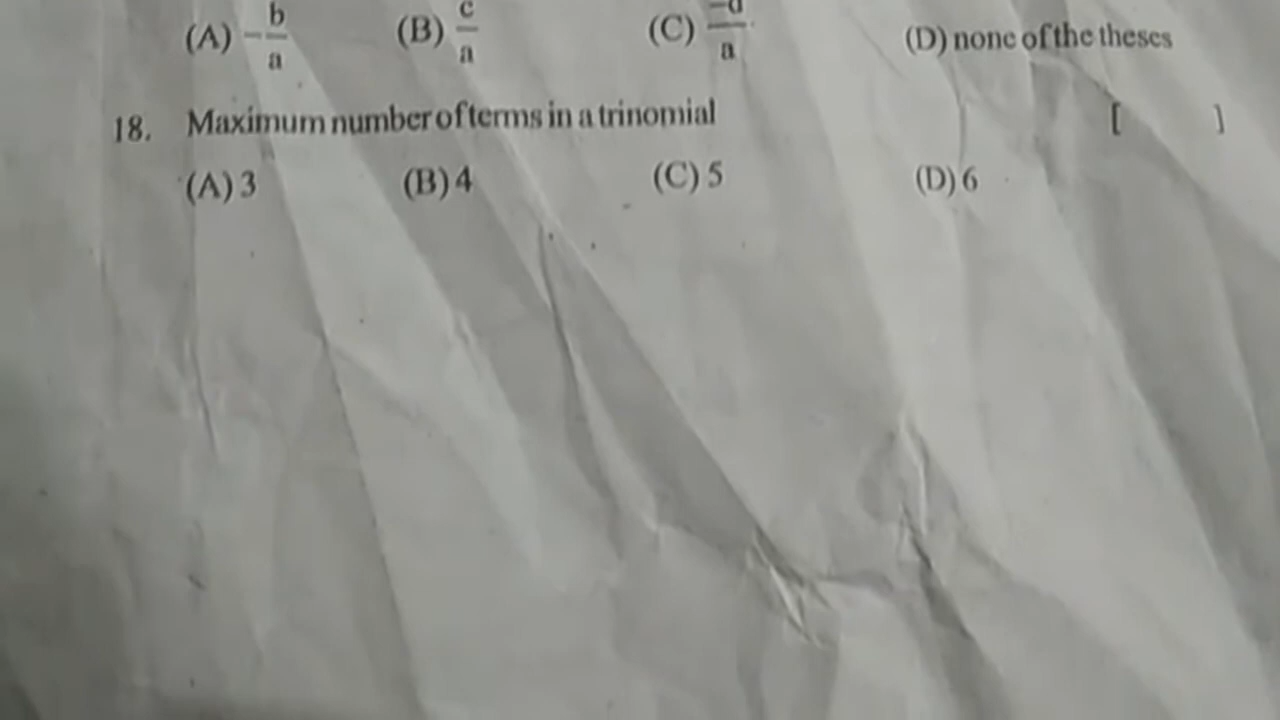 (A) -b/a (B) c/a (C) -d/a (D) none of the theses
18. Maximum number of terms in a trinomial [ ]
(A) 3 (B) 4 (C) 5 (D) 6